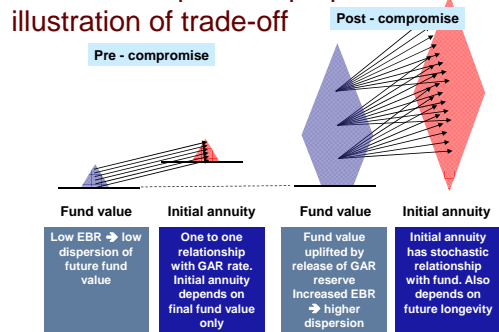 illustration of trade-off
Pre - compromise
Post - compromise
Fund value
Initial annuity
Fund value
Initial annuity
Low EBR ➔ low
dispersion of
future fund
value
One to one
relationship
with GAR rate.
Initial annuity
depends on
final fund value
only
Fund value
uplifted by
release of GAR
reserve
Increased EBR
➔ higher
dispersion
Initial annuity
has stochastic
relationship
with fund. Also
depends on
future longevity